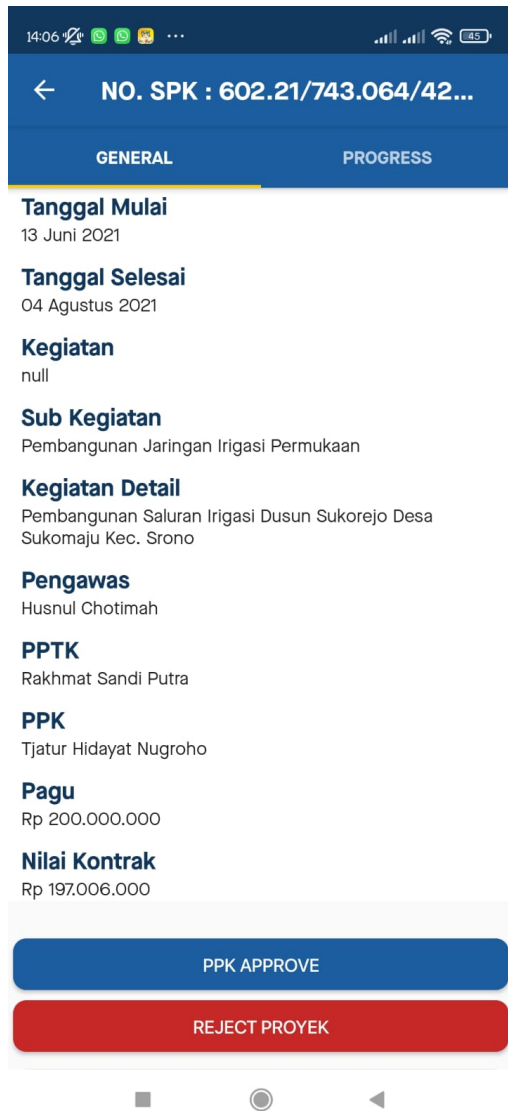 14:06
45
NO. SPK : 602.21/743.064/42...
GENERAL
PROGRESS
Tanggal Mulai
13 Juni 2021
Tanggal Selesai
04 Agustus 2021
Kegiatan
null
Sub Kegiatan
Pembangunan Jaringan Irigasi Permukaan
Kegiatan Detail
Pembangunan Saluran Irigasi Dusun Sukorejo Desa
Sukomaju Kec. Srono
Pengawas
Husnul Chotimah
PPTK
Rakhmat Sandi Putra
PPK
Tjatur Hidayat Nugroho
Pagu
Rp 200.000.000
Nilai Kontrak
Rp 197.006.000
PPK APPROVE
REJECT PROYEK